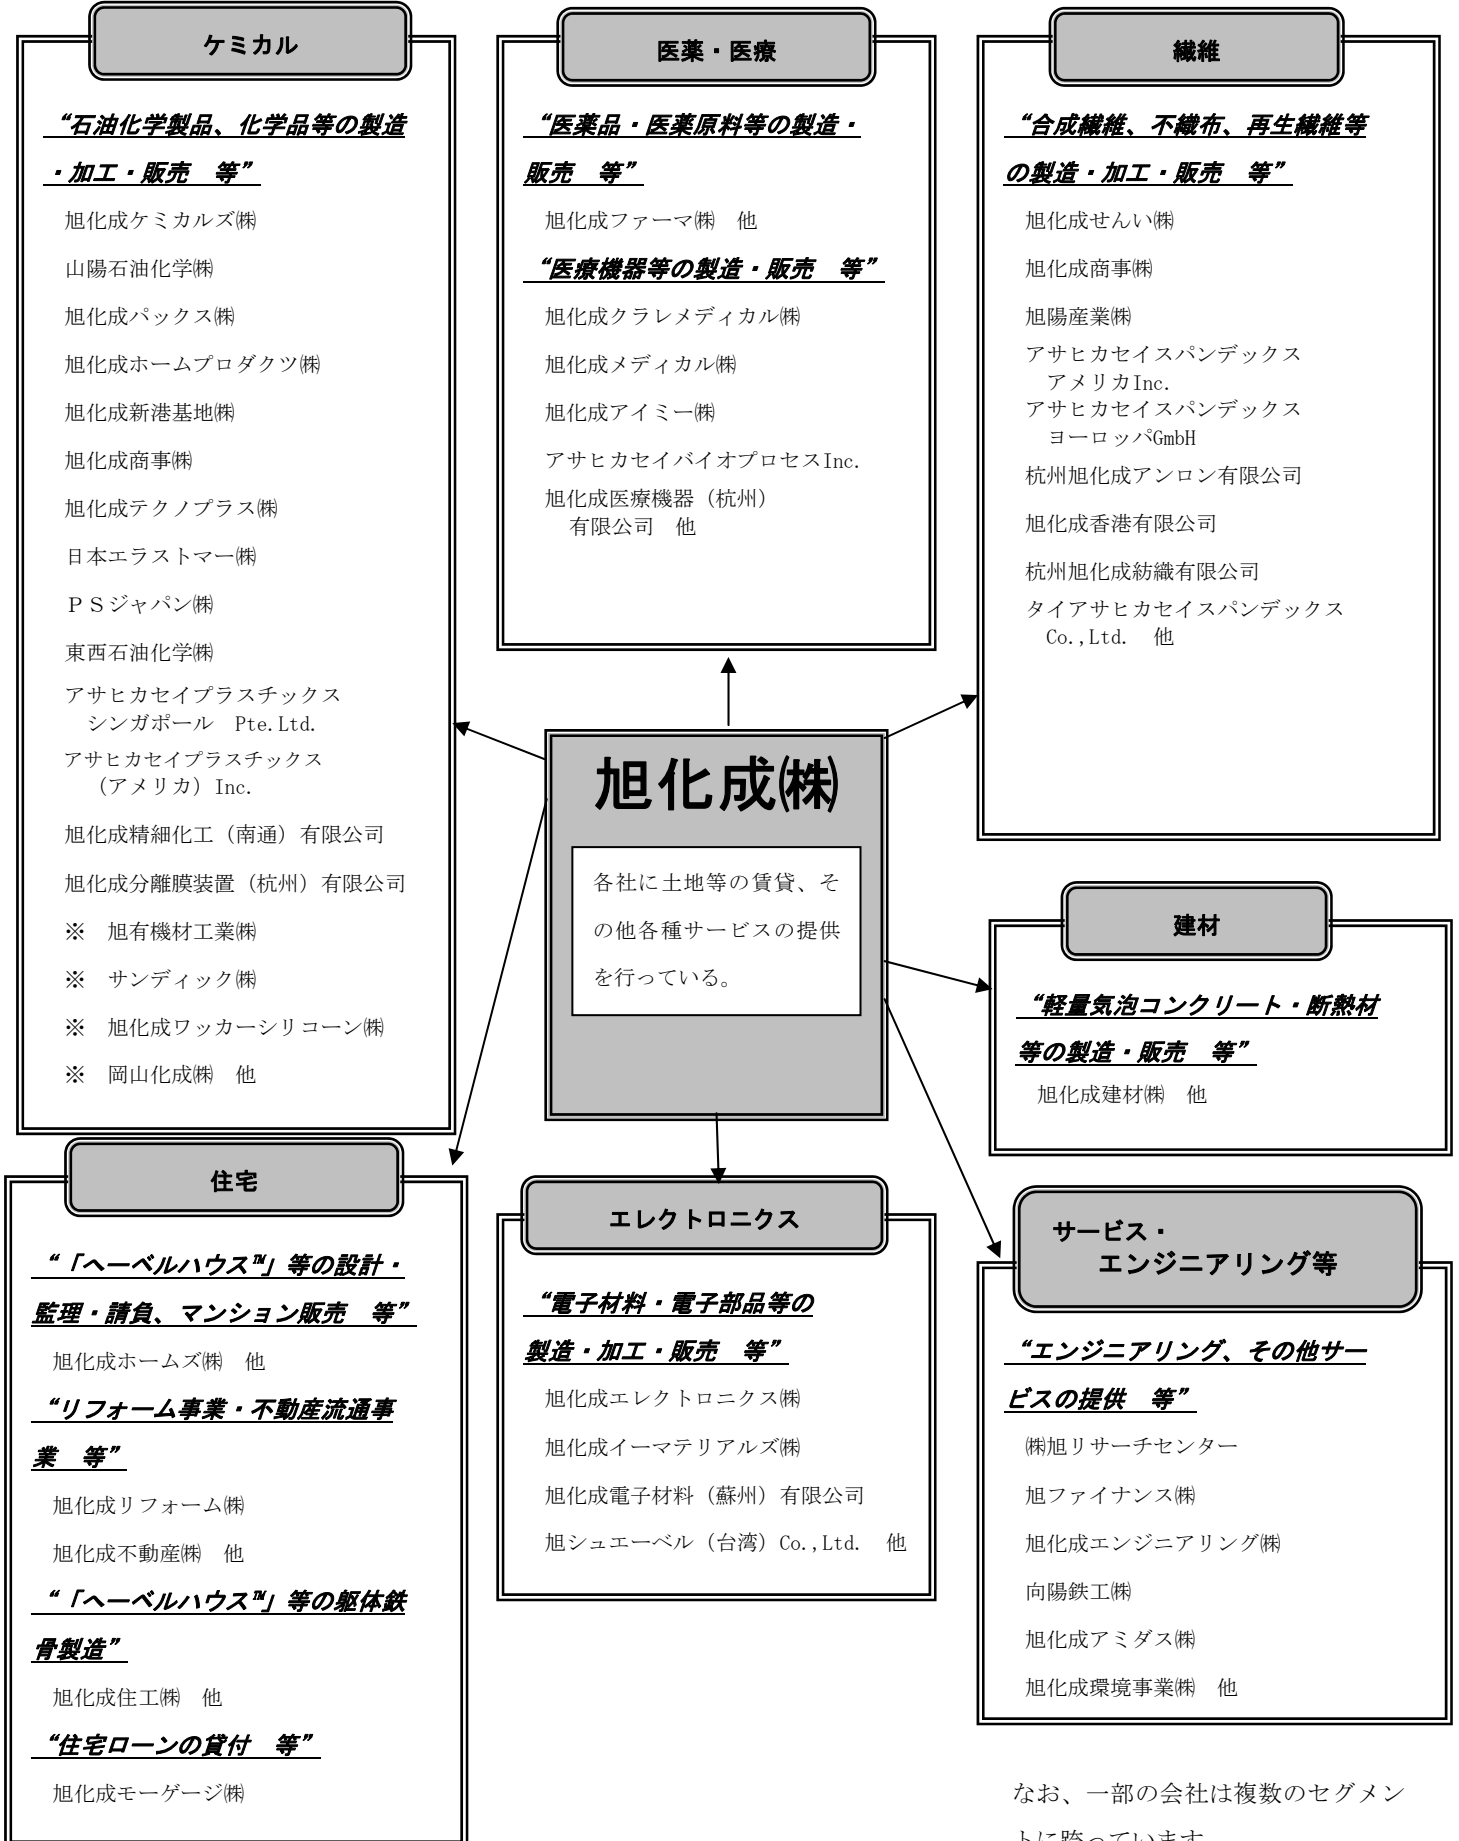 ケミカル
“石油化学製品、化学品等の製造
・加工・販売　等”
旭化成ケミカルズ㈱
山陽石油化学㈱
旭化成パックス㈱
旭化成ホームプロダクツ㈱
旭化成新港基地㈱
旭化成商事㈱
旭化成テクノプラス㈱
日本エラストマー㈱
ＰＳジャパン㈱
東西石油化学㈱
アサヒカセイプラスチックス
シンガポール　Pte.Ltd.
アサヒカセイプラスチックス
（アメリカ）Inc.
旭化成精細化工（南通）有限公司
旭化成分離膜装置（杭州）有限公司
※　旭有機材工業㈱
※　サンディック㈱
※　旭化成ワッカーシリコーン㈱
※　岡山化成㈱　他
医薬・医療
“医薬品・医薬原料等の製造・
販売　等”
旭化成ファーマ㈱　他
“医療機器等の製造・販売　等”
旭化成クラレメディカル㈱
旭化成メディカル㈱
旭化成アイミー㈱
アサヒカセイバイオプロセスInc.
旭化成医療機器（杭州）
有限公司　他
繊維
“合成繊維、不織布、再生繊維等
の製造・加工・販売　等”
旭化成せんい㈱
旭化成商事㈱
旭陽産業㈱
アサヒカセイスパンデックス
アメリカInc.
アサヒカセイスパンデックス
ヨーロッパGmbH
杭州旭化成アンロン有限公司
旭化成香港有限公司
杭州旭化成紡織有限公司
タイアサヒカセイスパンデックス
Co.,Ltd.　他
旭化成㈱
各社に土地等の賃貸、そ
の他各種サービスの提供
を行っている。
建材
“軽量気泡コンクリート・断熱材
等の製造・販売　等”
旭化成建材㈱　他
住宅
“「ヘーベルハウス™」等の設計・
監理・請負、マンション販売　等”
旭化成ホームズ㈱　他
“リフォーム事業・不動産流通事
業　等”
旭化成リフォーム㈱
旭化成不動産㈱　他
“「ヘーベルハウス™」等の躯体鉄
骨製造”
旭化成住工㈱　他
“住宅ローンの貸付　等”
旭化成モーゲージ㈱
エレクトロニクス
“電子材料・電子部品等の
製造・加工・販売　等”
旭化成エレクトロニクス㈱
旭化成イーマテリアルズ㈱
旭化成電子材料（蘇州）有限公司
旭シュエーベル（台湾）Co.,Ltd.　他
サービス・
エンジニアリング等
“エンジニアリング、その他サー
ビスの提供　等”
㈱旭リサーチセンター
旭ファイナンス㈱
旭化成エンジニアリング㈱
向陽鉄工㈱
旭化成アミダス㈱
旭化成環境事業㈱　他
なお、一部の会社は複数のセグメン
トに跨っています